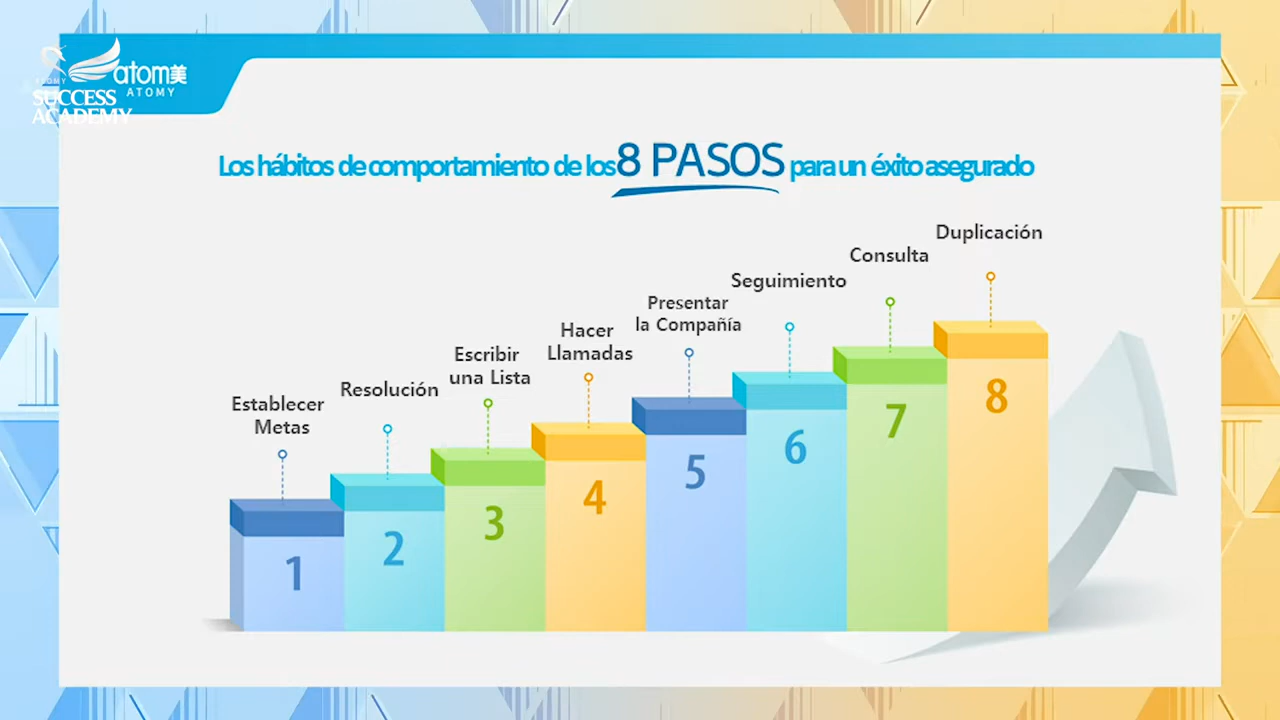 atom美
ATOMY
ATOMY
SUCCESS
ACADEMY
Los hábitos de comportamiento de los 8 PASOS para un éxito asegurado
Establecer
Metas
Resolución
Escribir
una Lista
Hacer
Llamadas
Presentar
la Compañía
Seguimiento
Consulta
Duplicación
1
2
3
4
5
6
7
8